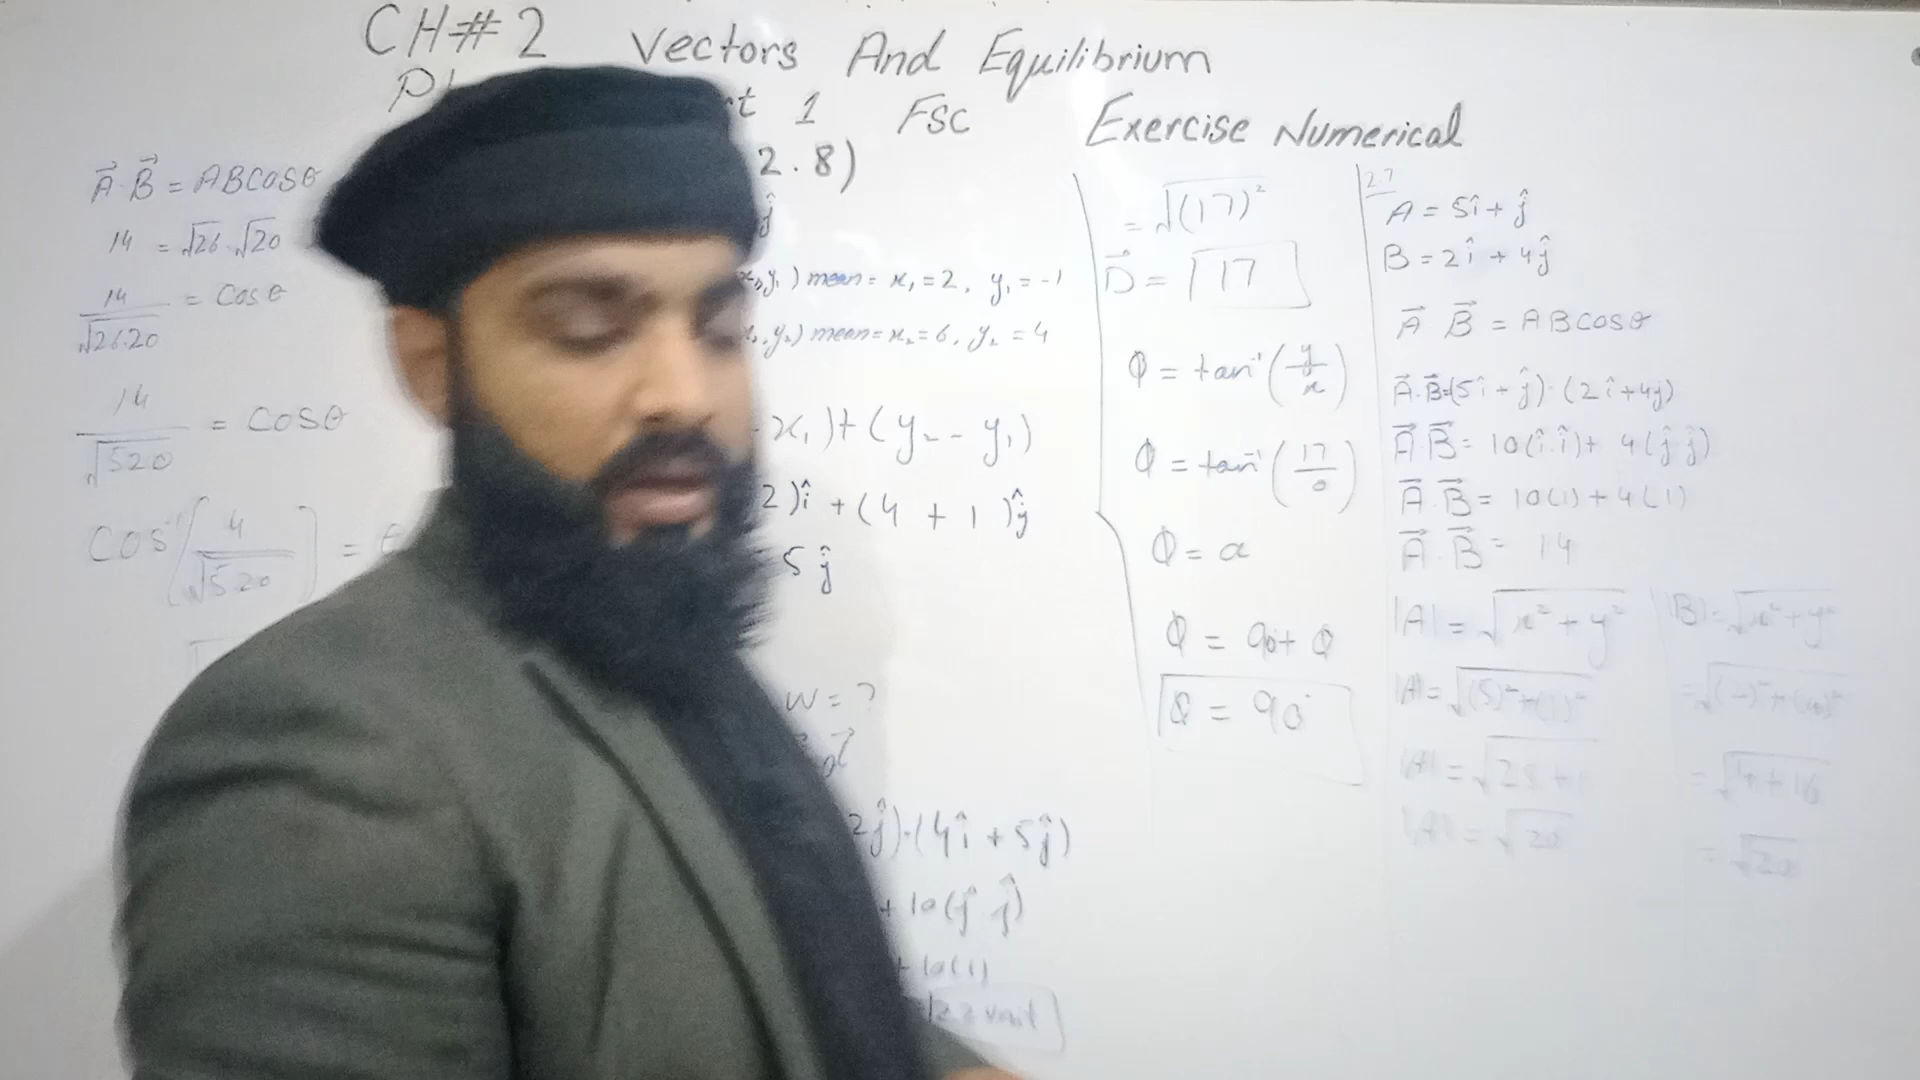 CH#2 Vectors And Equilibrium
t 1 FSC
Exercise Numerical
2.8)
A⃗.B⃗ = ABCOSθ
14 = √26.√20
14/√26.20 = Cosθ
14/√520 = COSθ
COS⁻¹(4/√520) =
ĵ
y₁) mean = x₁ = 2, y₁ = -1
y₂) mean = x₂ = 6, y₂ = 4
- x₁) + (y₂ - y₁)
2)î + (4 + 1)ĵ
5ĵ
W = ?
d⃗
2ĵ).(4î + 5ĵ)
+ 10(ĵ.ĵ)
+ 10(1)
= √(17)²
D⃗ = 17
Φ = tan⁻¹(y/x)
Φ = tan⁻¹(17/0)
Φ = α
Φ = 90+ Φ
Φ = 90°
2.7
A = 5î + ĵ
B = 2î + 4ĵ
A⃗ B⃗ = ABCOSθ
A⃗.B⃗=(5î + ĵ).(2î+4ĵ)
A⃗.B⃗ = 10(î.î)+ 4(ĵ.ĵ)
A⃗.B⃗ = 10(1)+4(1)
A⃗.B⃗ = 14
|A| = √x²+y²
|A| = √(5)²+(1)²
|A| = √25+1
|A| = √20
|B| = √x²+y²
= √(2)²+(4)²
= √4+16
= √20